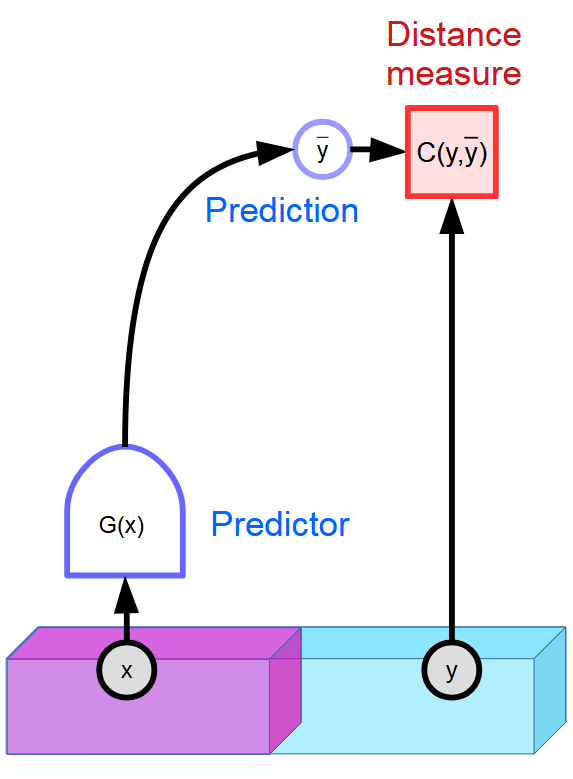 Distance
measure
ȳ
C(y,ȳ)
Prediction
G(x)
Predictor
x
y